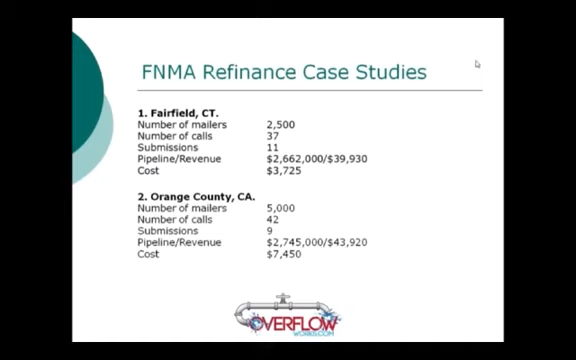 FNMA Refinance Case Studies
1. Fairfield, CT.
Number of mailers 2,500
Number of calls 37
Submissions 11
Pipeline/Revenue $2,662,000/$39,930
Cost $3,725
2. Orange County, CA.
Number of mailers 5,000
Number of calls 42
Submissions 9
Pipeline/Revenue $2,745,000/$43,920
Cost $7,450
OVERFLOW
WORKS.COM